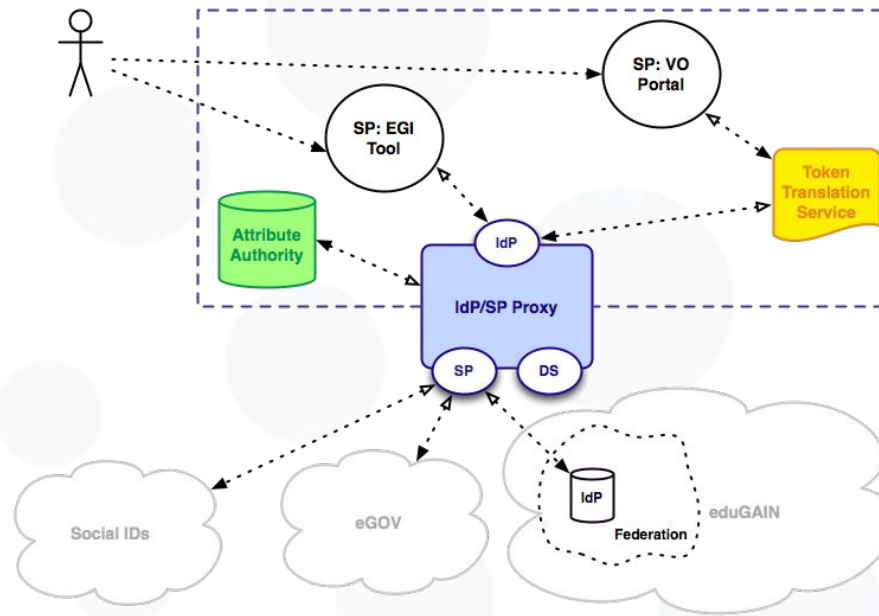 SP: VO
Portal
SP: EGI
Tool
Token
Translation
Service
Attribute
Authority
IdP
IdP/SP Proxy
SP
DS
IdP
Social IDs
eGOV
eduGAIN
Federation